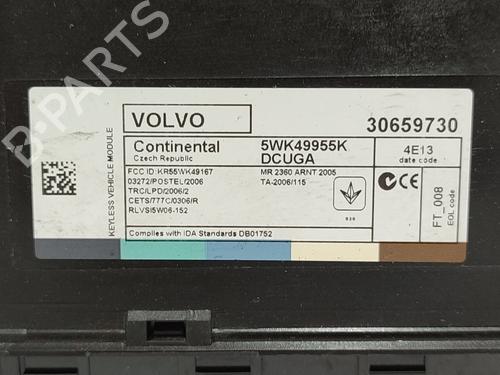 B-PARTS
VOLVO
30659730
KEYLESS VEHICLE MODULE
Continental
Czech Republic
5WK49955K
DCUGA
4E13
date code
FCC ID : KR55WK49167
03272/POSTEL/2006
TRC/LPD/2006/2
CETS/777C/0306/R
RLVSI5W06-152
MR 2360 ARNT 2005
TA-2006/115
FT_008
EOL code
Complies with IDA Standards DB01752